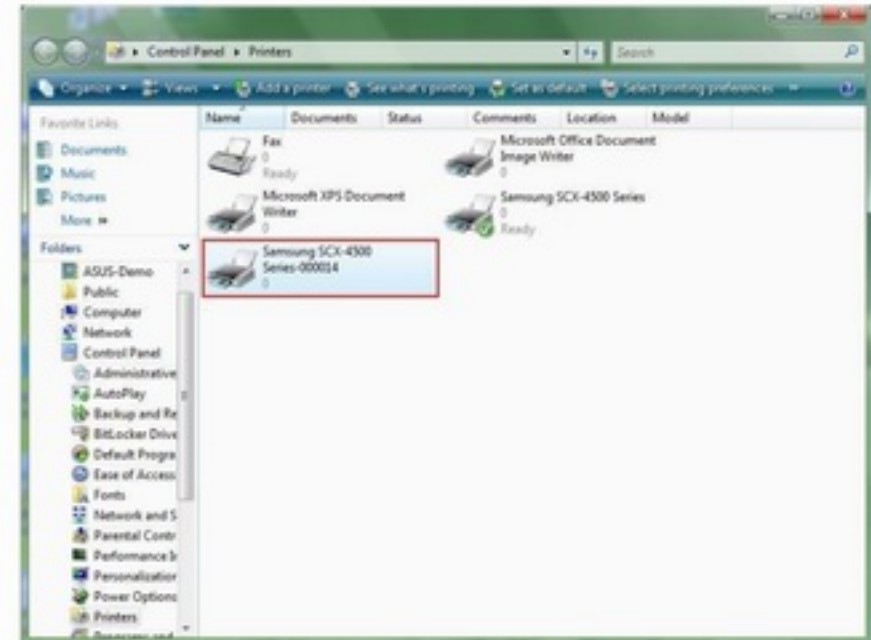 Control Panel ▸ Printers
Search
Organize Views Add a printer See what's printing Set as default Select printing preferences
Favorite Links
Documents
Music
Pictures
More »
Folders
ASUS-Demo
Public
Computer
Network
Control Panel
Administrative
AutoPlay
Backup and Re
BitLocker Drive
Default Progra
Ease of Access
Fonts
Network and S
Parental Contr
Performance I
Personalization
Power Options
Printers
Programs and
Name Documents Status Comments Location Model
Fax
0
Ready
Microsoft Office Document
Image Writer
0
Microsoft XPS Document
Writer
0
Samsung SCX-4500 Series
0
Ready
Samsung SCX-4500
Series-000014
0